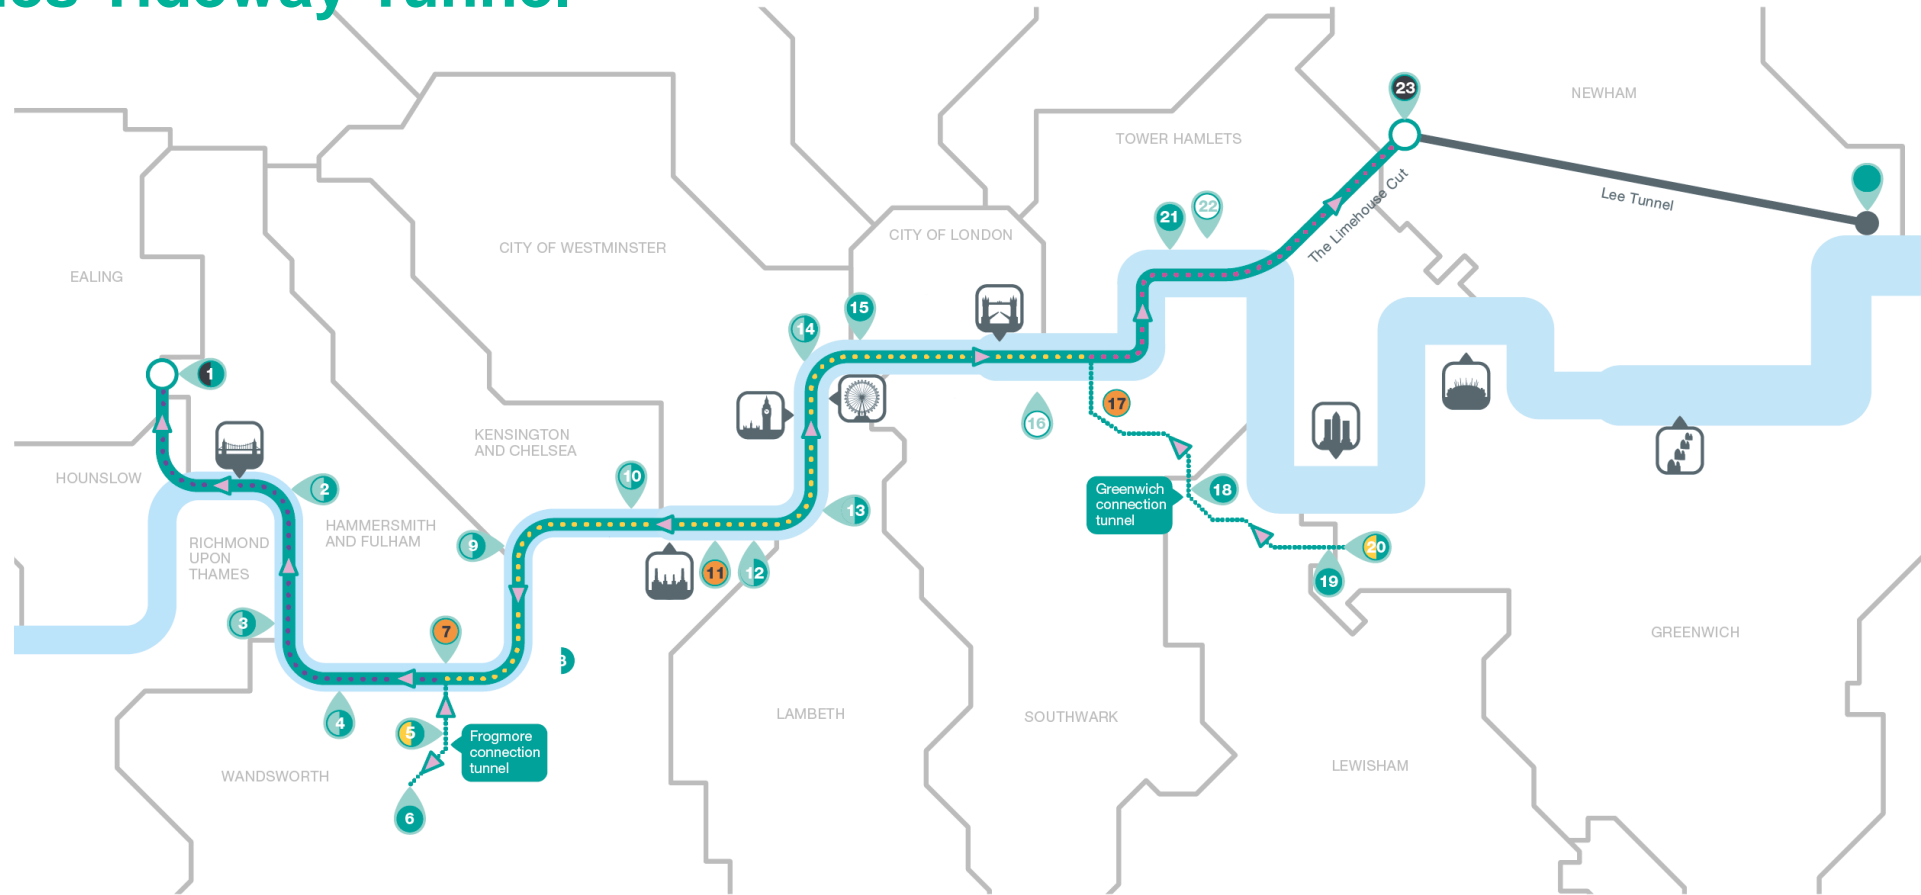 Tideway Tunnel
23
NEWHAM
TOWER HAMLETS
The Limehouse Cut
Lee Tunnel
21
22
CITY OF LONDON
CITY OF WESTMINSTER
EALING
15
14
1
17
16
KENSINGTON
AND CHELSEA
HOUNSLOW
10
2
HAMMERSMITH
AND FULHAM
13
Greenwich
connection
tunnel
18
RICHMOND
UPON
THAMES
9
20
11
12
19
3
7
GREENWICH
4
5
Frogmore
connection
tunnel
LAMBETH
SOUTHWARK
LEWISHAM
WANDSWORTH
6